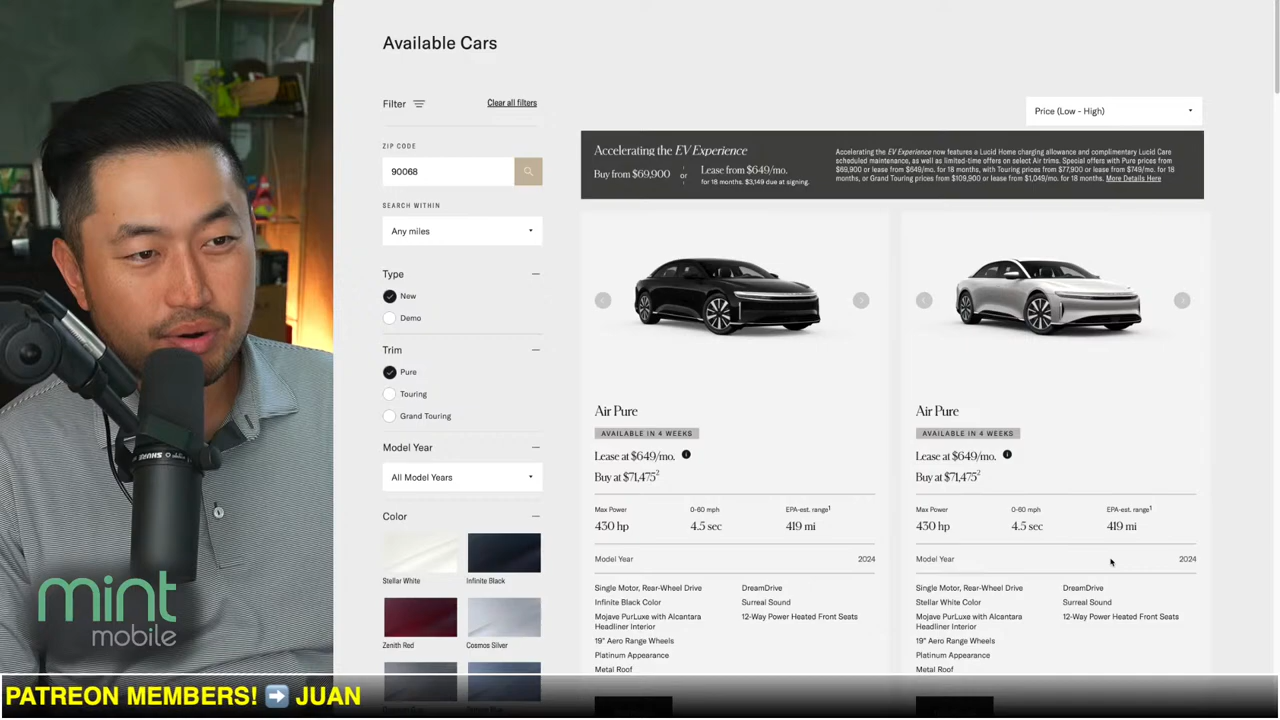 Available Cars
Filter
Clear all filters
Price (Low - High)
ZIP CODE
90068
SEARCH WITHIN
Any miles
Type
New
Demo
Trim
Pure
Touring
Grand Touring
Model Year
All Model Years
Color
Stellar White
Infinite Black
Zenith Red
Cosmos Silver
Accelerating the EV Experience
Buy from $69,900
or
Lease from $649/mo.
for 18 months. $3,149 due at signing.
Accelerating the EV Experience now features a Lucid Home charging allowance and complimentary Lucid Care
scheduled maintenance, as well as limited-time offers on select Air trims. Special offers with Pure prices from
$69,900 or lease from $649/mo. for 18 months, with Touring prices from $77,900 or $749/mo. for 18
months, or Grand Touring prices from $109,900 or lease from $1,049/mo. for 18 months. More Details Here
Air Pure
AVAILABLE IN 4 WEEKS
Lease at $649/mo.
Buy at $71,475²
Max Power
0-60 mph
EPA-est. range¹
430 hp
4.5 sec
419 mi
Model Year
2024
Single Motor, Rear-Wheel Drive
DreamDrive
Infinite Black Color
Surreal Sound
Mojave PurLuxe with Alcantara
Headliner Interior
12-Way Power Heated Front Seats
19" Aero Range Wheels
Platinum Appearance
Metal Roof
Air Pure
AVAILABLE IN 4 WEEKS
Lease at $649/mo.
Buy at $71,475²
Max Power
0-60 mph
EPA-est. range¹
430 hp
4.5 sec
419 mi
Model Year
2024
Single Motor, Rear-Wheel Drive
DreamDrive
Stellar White Color
Surreal Sound
Mojave PurLuxe with Alcantara
Headliner Interior
12-Way Power Heated Front Seats
19" Aero Range Wheels
Platinum Appearance
Metal Roof
SHURE
mint
mobile
PATREON MEMBERS! ➡️ JUAN